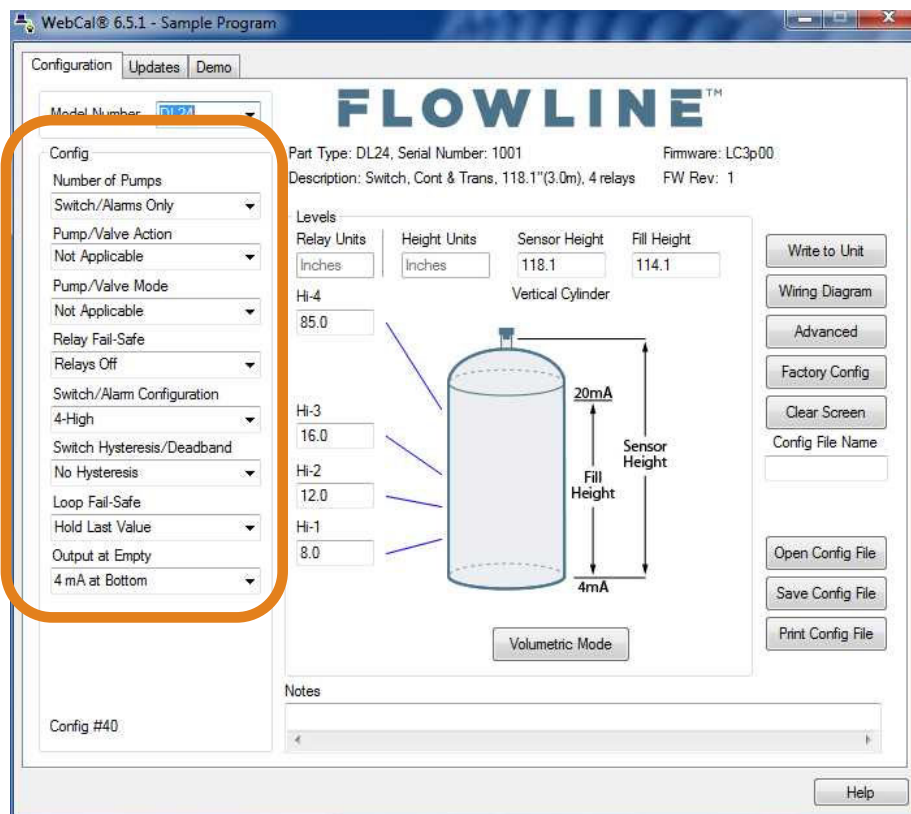 WebCal® 6.5.1 - Sample Program
Configuration Updates Demo
Model Number DL24
FLOWLINE™
Part Type: DL24, Serial Number: 1001 Firmware: LC3p00
Description: Switch, Cont & Trans, 118.1"(3.0m), 4 relays FW Rev: 1
Config
Number of Pumps
Switch/Alarms Only
Pump/Valve Action
Not Applicable
Pump/Valve Mode
Not Applicable
Relay Fail-Safe
Relays Off
Switch/Alarm Configuration
4-High
Switch Hysteresis/Deadband
No Hysteresis
Loop Fail-Safe
Hold Last Value
Output at Empty
4 mA at Bottom
Config #40
Levels
Relay Units Height Units Sensor Height Fill Height
Inches Inches 118.1 114.1
Vertical Cylinder
Hi-4
85.0
Hi-3
16.0
Hi-2
12.0
Hi-1
8.0
20mA
Sensor
Height
Fill
Height
4mA
Volumetric Mode
Write to Unit
Wiring Diagram
Advanced
Factory Config
Clear Screen
Config File Name
Open Config File
Save Config File
Print Config File
Notes
Help